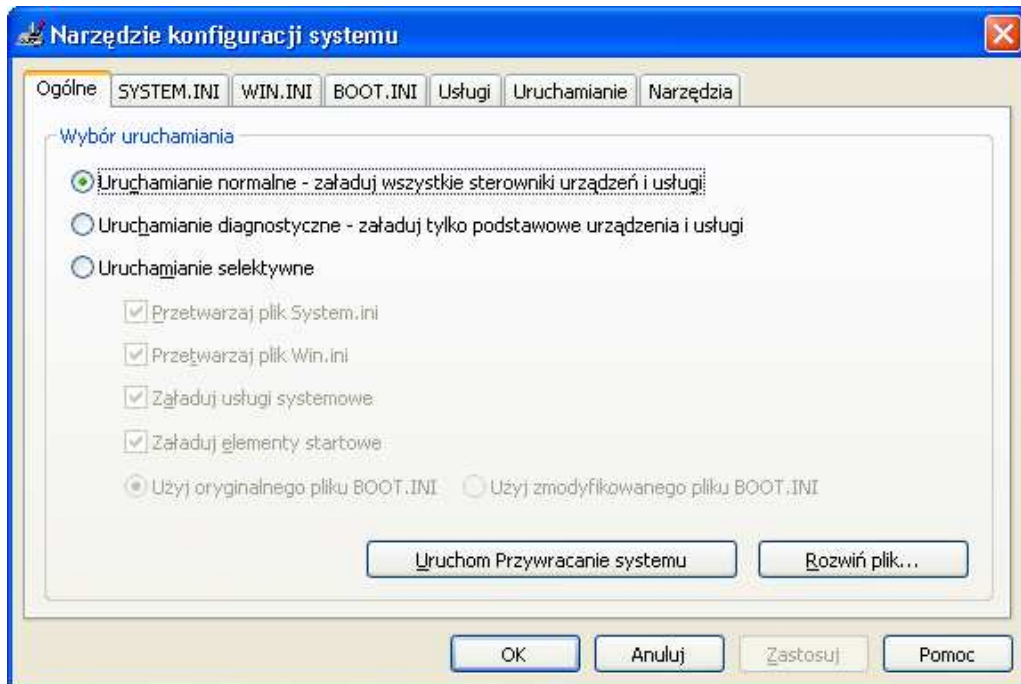 Narzędzie konfiguracji systemu
Ogólne SYSTEM.INI WIN.INI BOOT.INI Usługi Uruchamianie Narzędzia
Wybór uruchamiania
Uruchamianie normalne - załaduj wszystkie sterowniki urządzeń i usługi
Uruchamianie diagnostyczne - załaduj tylko podstawowe urządzenia i usługi
Uruchamianie selektywne
Przetwarzaj plik System.ini
Przetwarzaj plik Win.ini
Załaduj usługi systemowe
Załaduj elementy startowe
Użyj oryginalnego pliku BOOT.INI Użyj zmodyfikowanego pliku BOOT.INI
Uruchom Przywracanie systemu Rozwiń plik...
OK Anuluj Zastosuj Pomoc